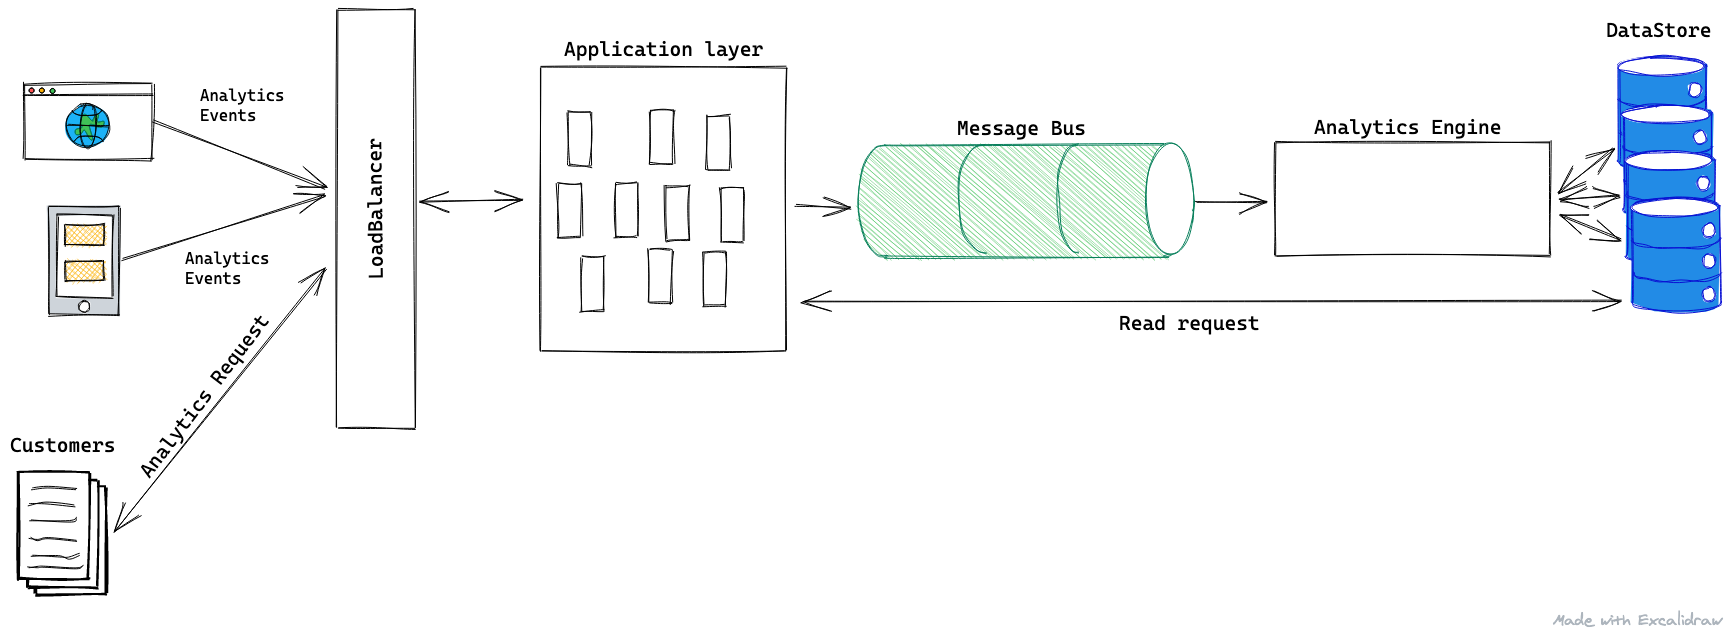 DataStore
Application layer
Analytics
Events
Message Bus
Analytics Engine
LoadBalancer
Analytics
Events
Read request
Analytics Request
Customers
Made with Excalidraw